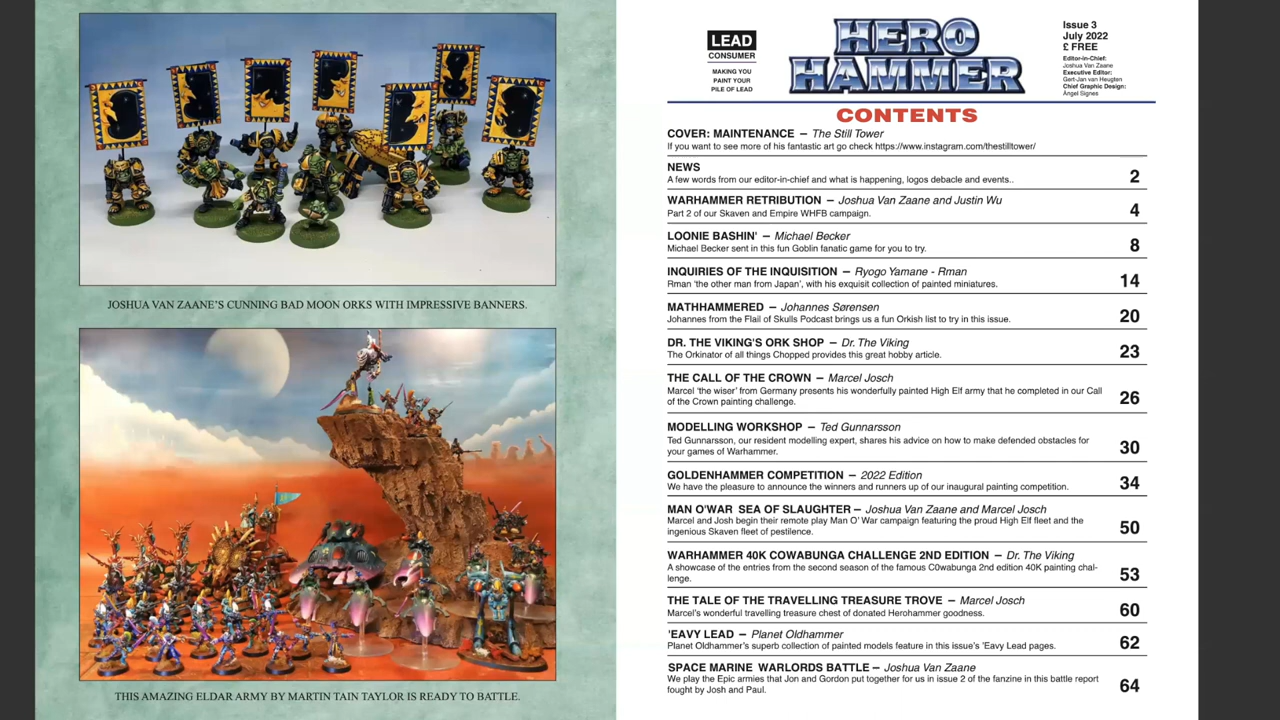 JOSHUA VAN ZAANE'S CUNNING BAD MOON ORKS WITH IMPRESSIVE BANNERS.
THIS AMAZING ELDAR ARMY BY MARTIN TAIN TAYLOR IS READY TO BATTLE.
LEAD
CONSUMER
MAKING YOU
PAINT YOUR
PILE OF LEAD
HERO
HAMMER
Issue 3
July 2022
£ FREE
Editor-in-Chief:
Joshua Van Zaane
Executive Editor:
Gert-Jan van Heugten
Chief Graphic Design:
Ángel Signes
CONTENTS
COVER: MAINTENANCE – The Still Tower
If you want to see more of his fantastic art go check https://www.instagram.com/thestilltower/
NEWS
A few words from our editor-in-chief and what is happening, logos debacle and events.. 2
WARHAMMER RETRIBUTION – Joshua Van Zaane and Justin Wu
Part 2 of our Skaven and Empire WHFB campaign. 4
LOONIE BASHIN' – Michael Becker
Michael Becker sent in this fun Goblin fanatic game for you to try. 8
INQUIRIES OF THE INQUISITION – Ryogo Yamane - Rman
Rman 'the other man from Japan', with his exquisit collection of painted miniatures. 14
MATHHAMMERED – Johannes Sørensen
Johannes from the Flail of Skulls Podcast brings us a fun Orkish list to try in this issue. 20
DR. THE VIKING'S ORK SHOP – Dr. The Viking
The Orkinator of all things Chopped provides this great hobby article. 23
THE CALL OF THE CROWN – Marcel Josch
Marcel 'the wiser' from Germany presents his wonderfully painted High Elf army that he completed in our Call
of the Crown painting challenge. 26
MODELLING WORKSHOP – Ted Gunnarsson
Ted Gunnarsson, our resident modelling expert, shares his advice on how to make defended obstacles for
your games of Warhammer. 30
GOLDENHAMMER COMPETITION – 2022 Edition
We have the pleasure to announce the winners and runners up of our inaugural painting competition. 34
MAN O'WAR SEA OF SLAUGHTER – Joshua Van Zaane and Marcel Josch
Marcel and Josh begin their remote play Man O' War campaign featuring the proud High Elf fleet and the
ingenious Skaven fleet of pestilence. 50
WARHAMMER 40K COWABUNGA CHALLENGE 2ND EDITION – Dr. The Viking
A showcase of the entries from the second season of the famous C0wabunga 2nd edition 40K painting chal-
lenge. 53
THE TALE OF THE TRAVELLING TREASURE TROVE – Marcel Josch
Marcel's wonderful travelling treasure chest of donated Herohammer goodness. 60
'EAVY LEAD – Planet Oldhammer
Planet Oldhammer's superb collection of painted models feature in this issue's 'Eavy Lead pages. 62
SPACE MARINE WARLORDS BATTLE – Joshua Van Zaane
We play the Epic armies that Jon and Gordon put together for us in issue 2 of the fanzine in this battle report
fought by Josh and Paul. 64